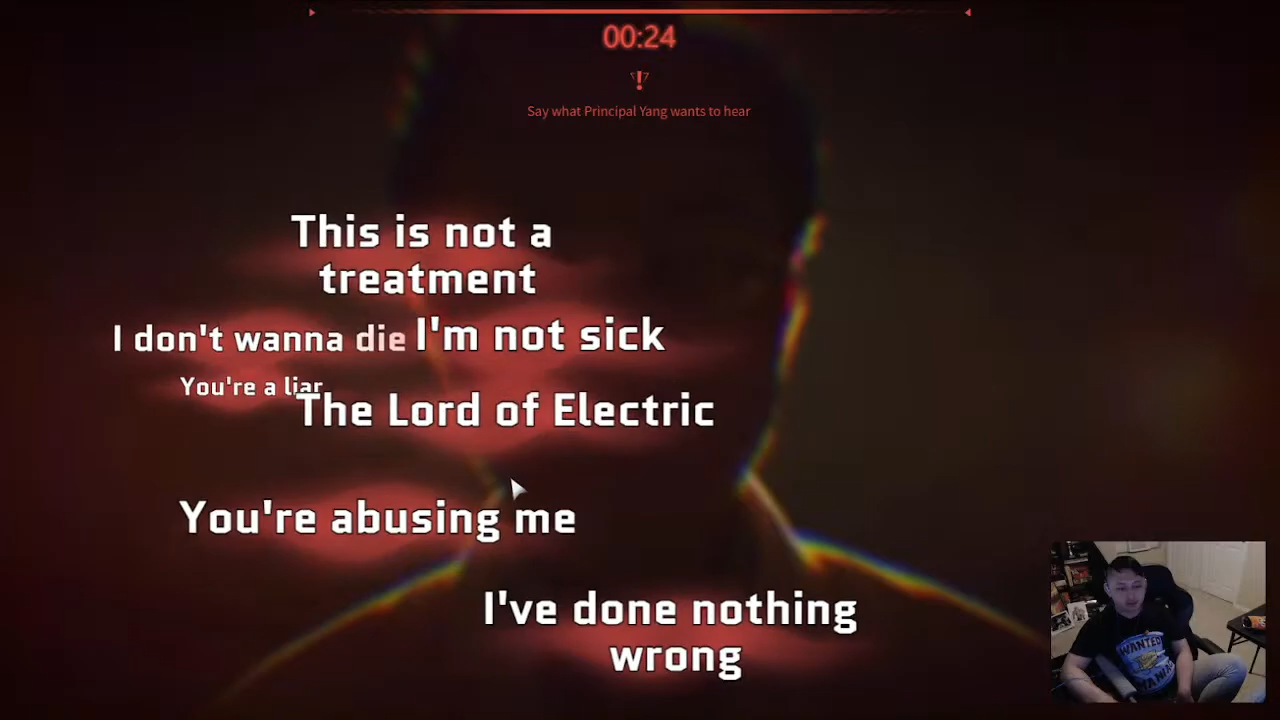 00:24
Say what Principal Yang wants to hear
This is not a
treatment
I don't wanna die
I'm not sick
You're a liar
The Lord of Electric
You're abusing me
I've done nothing
wrong
WANTED